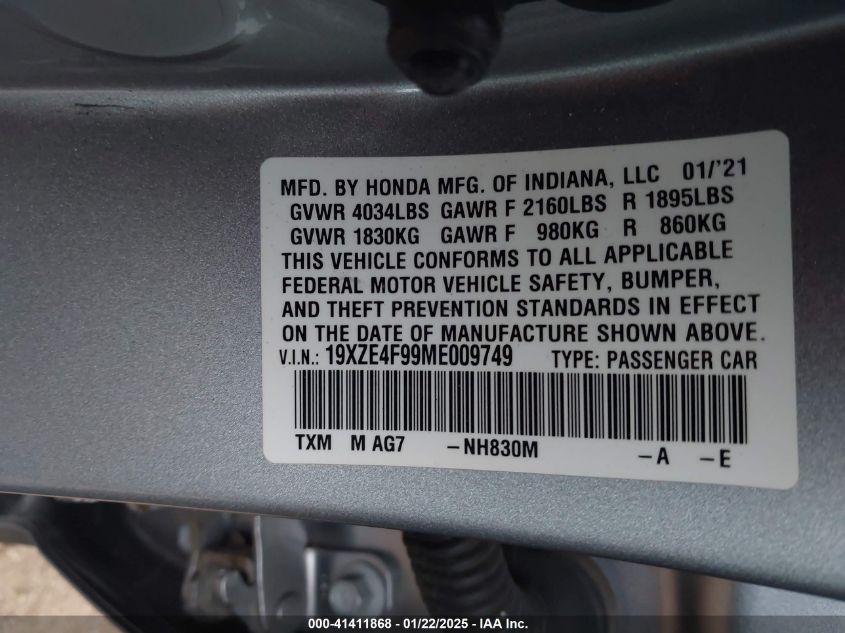 MFD. BY HONDA MFG. OF INDIANA, LLC 01/'21
GVWR 4034LBS GAWR F 2160LBS R 1895LBS
GVWR 1830KG GAWR F 980KG R 860KG
THIS VEHICLE CONFORMS TO ALL APPLICABLE
FEDERAL MOTOR VEHICLE SAFETY, BUMPER,
AND THEFT PREVENTION STANDARDS IN EFFECT
ON THE DATE OF MANUFACTURE SHOWN ABOVE.
V.I.N.: 19XZE4F99ME009749 TYPE: PASSENGER CAR
TXM M AG7 -NH830M -A -E
000-41411868 - 01/22/2025 - IAA Inc.